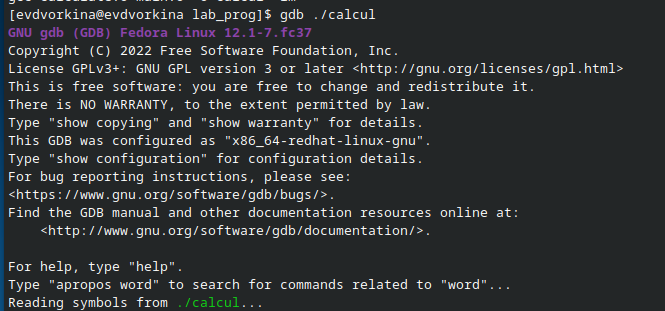 [evdvorkina@evdvorkina lab_prog]$ gdb ./calcul
GNU gdb (GDB) Fedora Linux 12.1-7.fc37
Copyright (C) 2022 Free Software Foundation, Inc.
License GPLv3+: GNU GPL version 3 or later <http://gnu.org/licenses/gpl.html>
This is free software: you are free to change and redistribute it.
There is NO WARRANTY, to the extent permitted by law.
Type "show copying" and "show warranty" for details.
This GDB was configured as "x86_64-redhat-linux-gnu".
Type "show configuration" for configuration details.
For bug reporting instructions, please see:
<https://www.gnu.org/software/gdb/bugs/>.
Find the GDB manual and other documentation resources online at:
    <http://www.gnu.org/software/gdb/documentation/>.

For help, type "help".
Type "apropos word" to search for commands related to "word"...
Reading symbols from ./calcul...